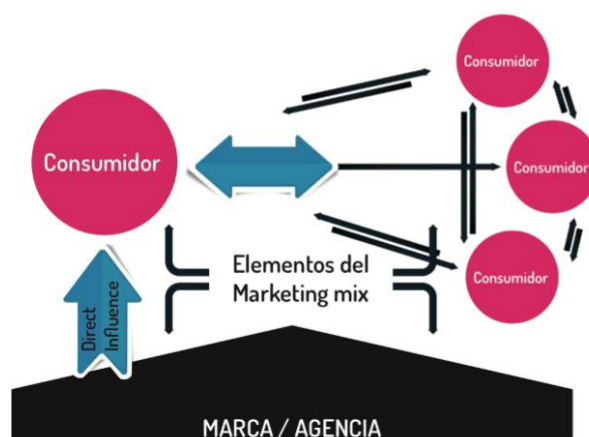 Consumidor
Consumidor
Consumidor
Consumidor
Elementos del
Marketing mix
Direct
Influence
MARCA / AGENCIA